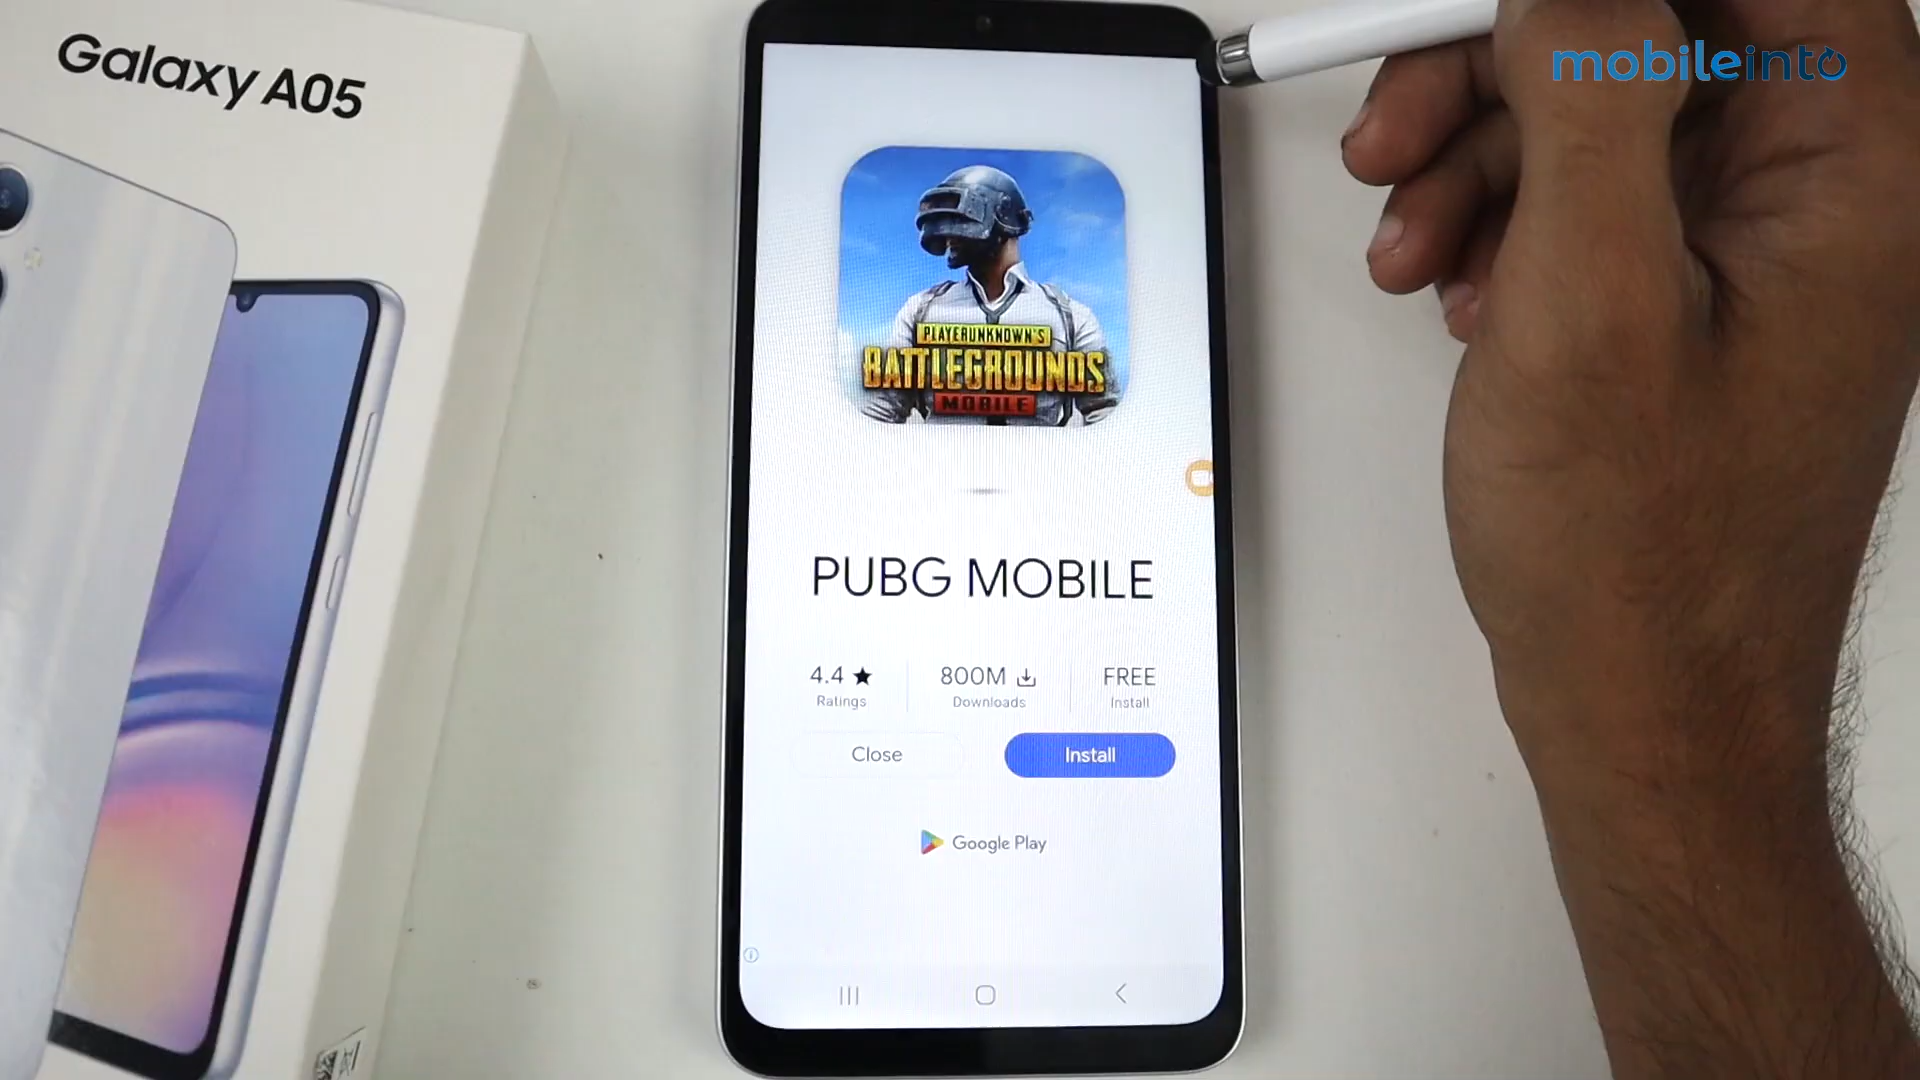 Galaxy A05
mobileinto
PLAYERUNKNOWN'S
BATTLEGROUNDS
MOBILE
PUBG MOBILE
4.4 ★
Ratings
800M
Downloads
FREE
Install
Close
Install
Google Play